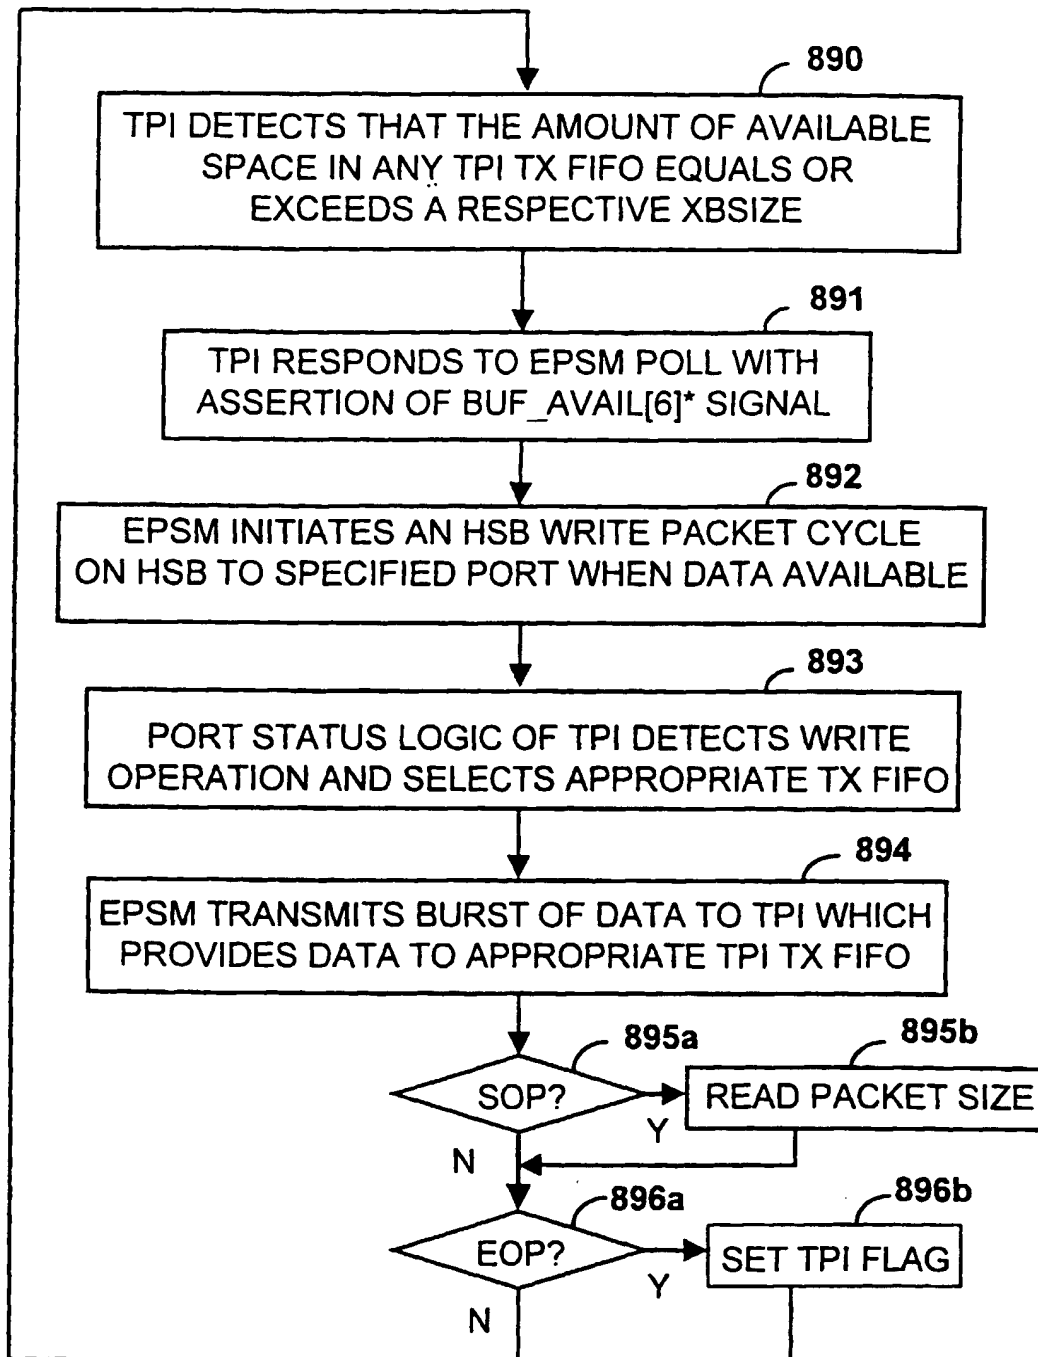 890
TPI DETECTS THAT THE AMOUNT OF AVAILABLE
SPACE IN ANY TPI TX FIFO EQUALS OR
EXCEEDS A RESPECTIVE XBSIZE
891
TPI RESPONDS TO EPSM POLL WITH
ASSERTION OF BUF_AVAIL[6]* SIGNAL
892
EPSM INITIATES AN HSB WRITE PACKET CYCLE
ON HSB TO SPECIFIED PORT WHEN DATA AVAILABLE
893
PORT STATUS LOGIC OF TPI DETECTS WRITE
OPERATION AND SELECTS APPROPRIATE TX FIFO
894
EPSM TRANSMITS BURST OF DATA TO TPI WHICH
PROVIDES DATA TO APPROPRIATE TPI TX FIFO
895a
895b
SOP?
Y
READ PACKET SIZE
N
896a
896b
EOP?
Y
SET TPI FLAG
N